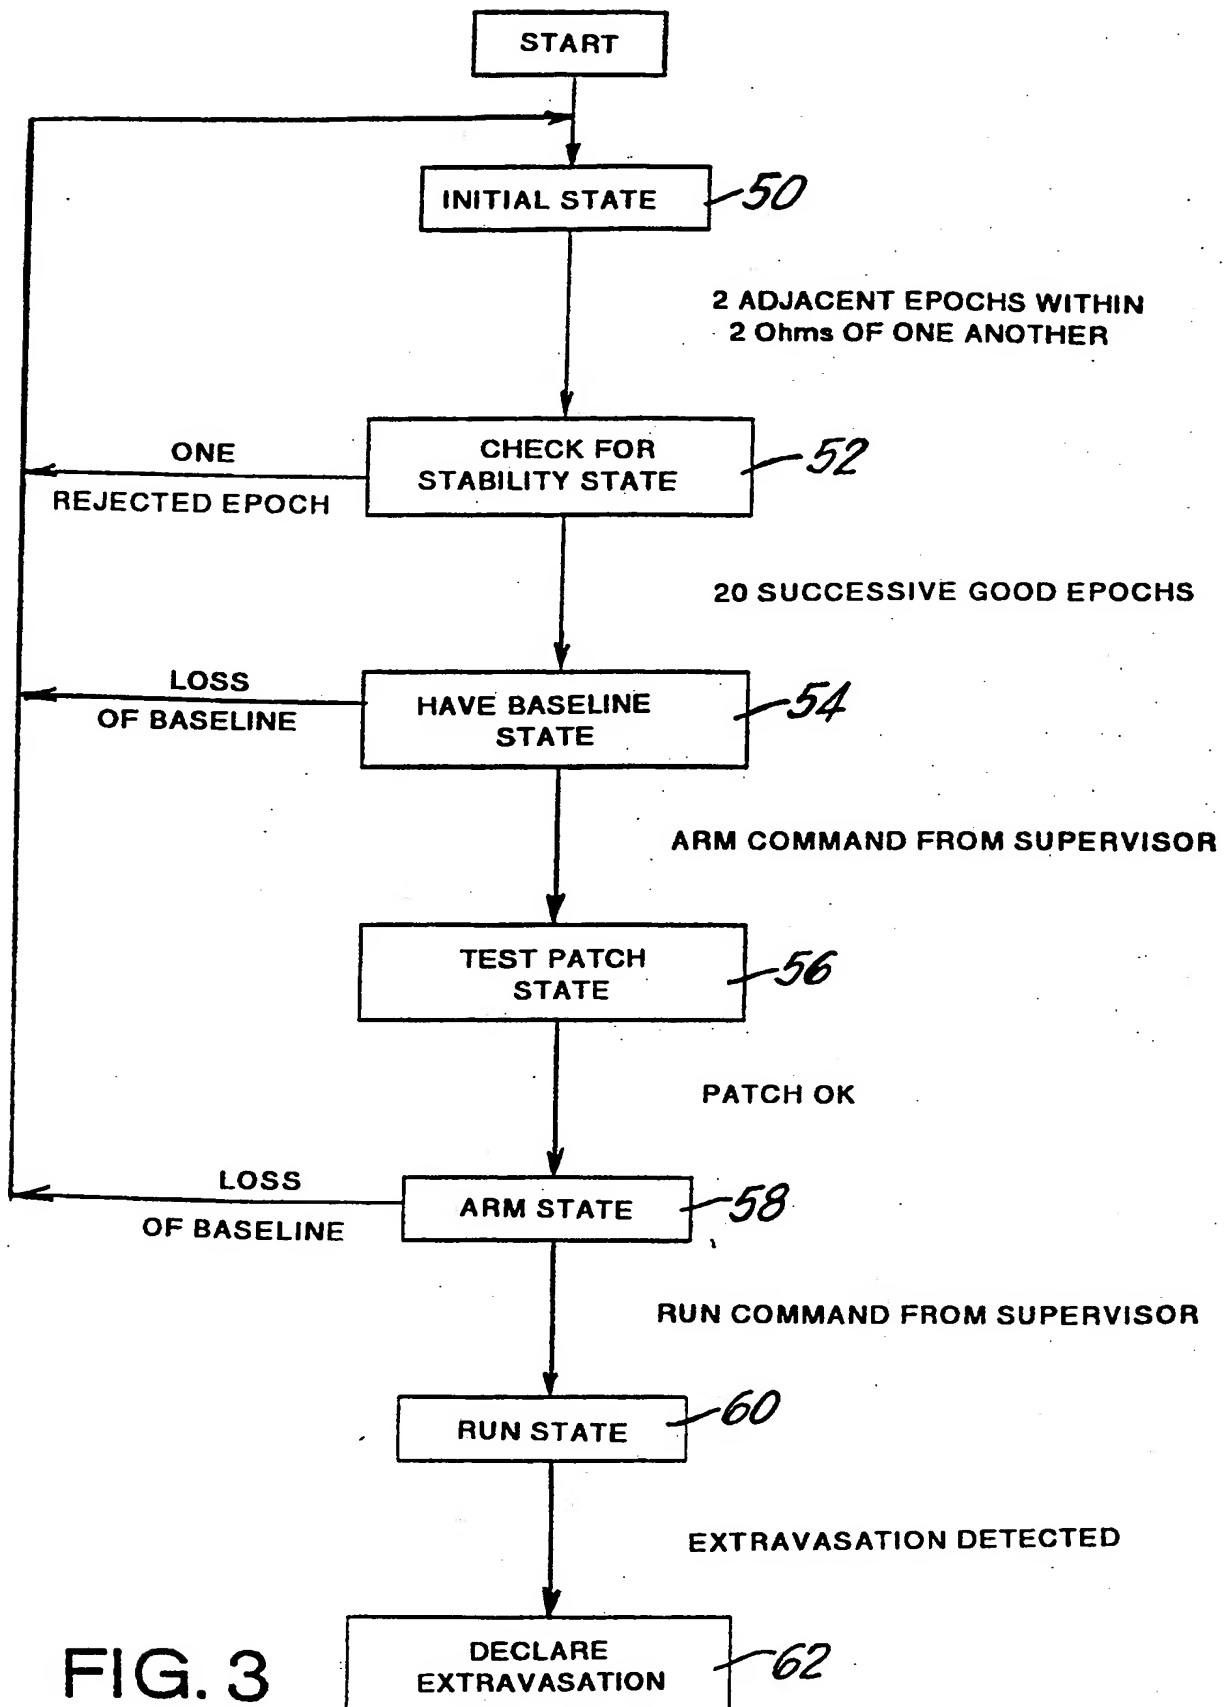 START
INITIAL STATE
50
2 ADJACENT EPOCHS WITHIN
2 Ohms OF ONE ANOTHER
CHECK FOR
STABILITY STATE
52
ONE
REJECTED EPOCH
20 SUCCESSIVE GOOD EPOCHS
LOSS
OF BASELINE
HAVE BASELINE
STATE
54
ARM COMMAND FROM SUPERVISOR
TEST PATCH
STATE
56
PATCH OK
LOSS
OF BASELINE
ARM STATE
58
RUN COMMAND FROM SUPERVISOR
RUN STATE
60
EXTRAVASATION DETECTED
DECLARE
EXTRAVASATION
62
FIG. 3